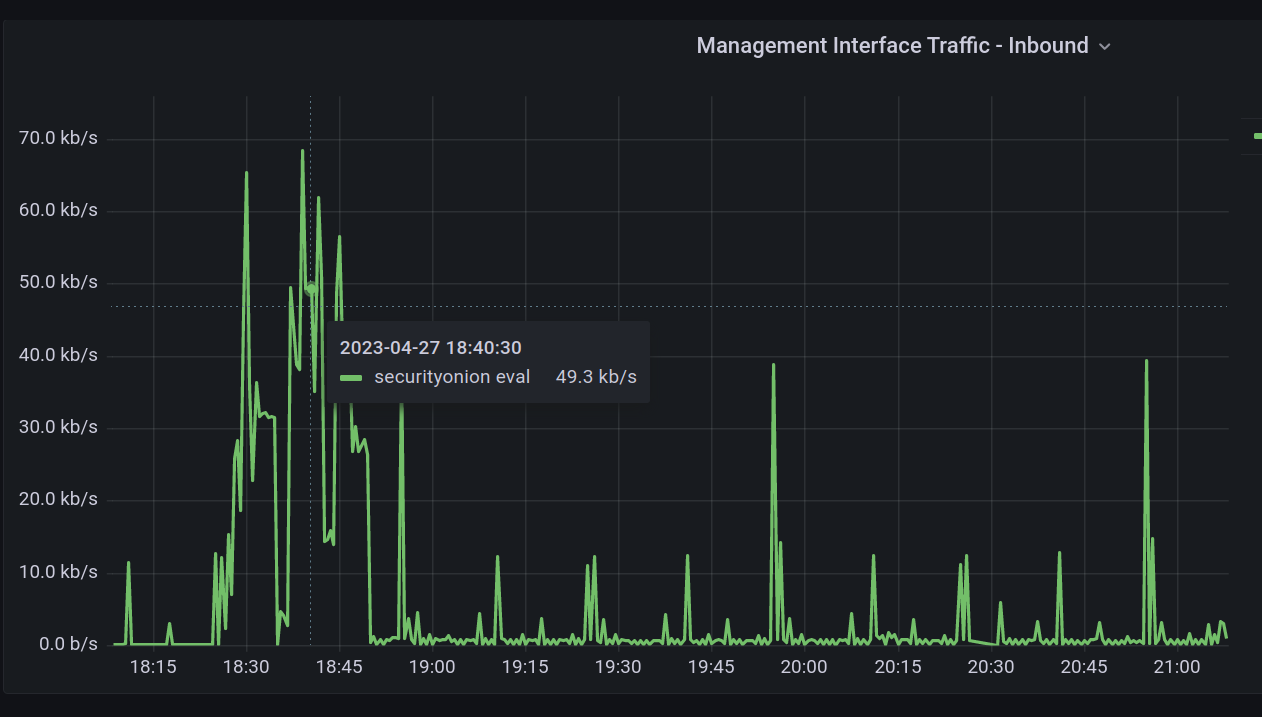 Management Interface Traffic - Inbound
70.0 kb/s
60.0 kb/s
50.0 kb/s
40.0 kb/s
30.0 kb/s
20.0 kb/s
10.0 kb/s
0.0 b/s
2023-04-27 18:40:30
securityonion eval 49.3 kb/s
18:15 18:30 18:45 19:00 19:15 19:30 19:45 20:00 20:15 20:30 20:45 21:00